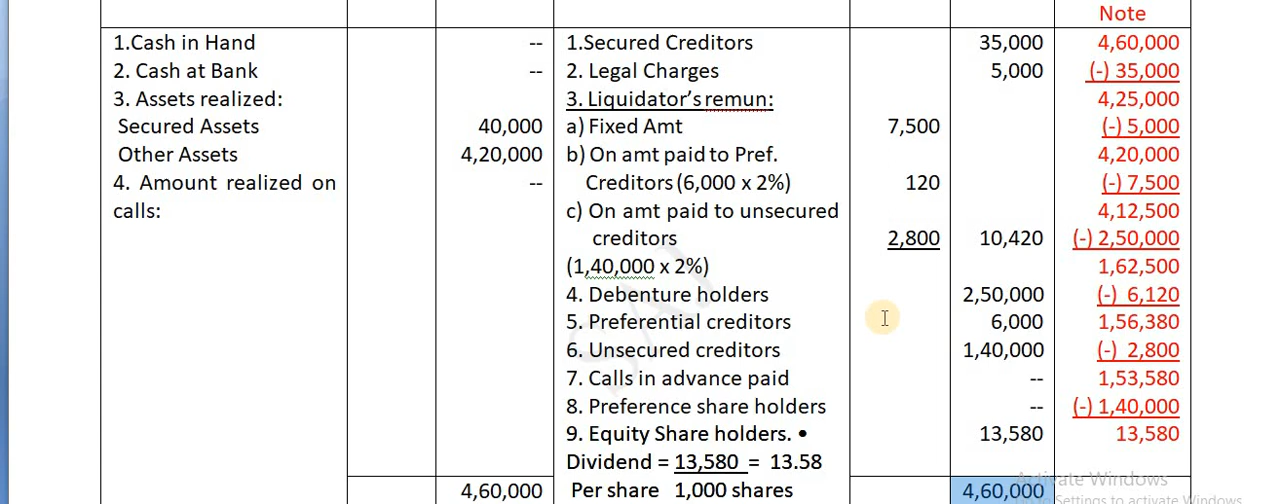 Note
1.Cash in Hand -- 1.Secured Creditors 35,000 4,60,000
2. Cash at Bank -- 2. Legal Charges 5,000 (-) 35,000
3. Assets realized: 3. Liquidator's remun: 4,25,000
Secured Assets 40,000 a) Fixed Amt 7,500 (-) 5,000
Other Assets 4,20,000 b) On amt paid to Pref. 4,20,000
4. Amount realized on -- Creditors (6,000 x 2%) 120 (-) 7,500
calls: c) On amt paid to unsecured 4,12,500
creditors 2,800 10,420 (-) 2,50,000
(1,40,000 x 2%) 1,62,500
4. Debenture holders 2,50,000 (-) 6,120
5. Preferential creditors 6,000 1,56,380
6. Unsecured creditors 1,40,000 (-) 2,800
7. Calls in advance paid -- 1,53,580
8. Preference share holders -- (-) 1,40,000
9. Equity Share holders. • 13,580 13,580
Dividend = 13,580 = 13.58
Activate Windows
4,60,000 Per share 1,000 shares 4,60,000
Settings to activate Windows